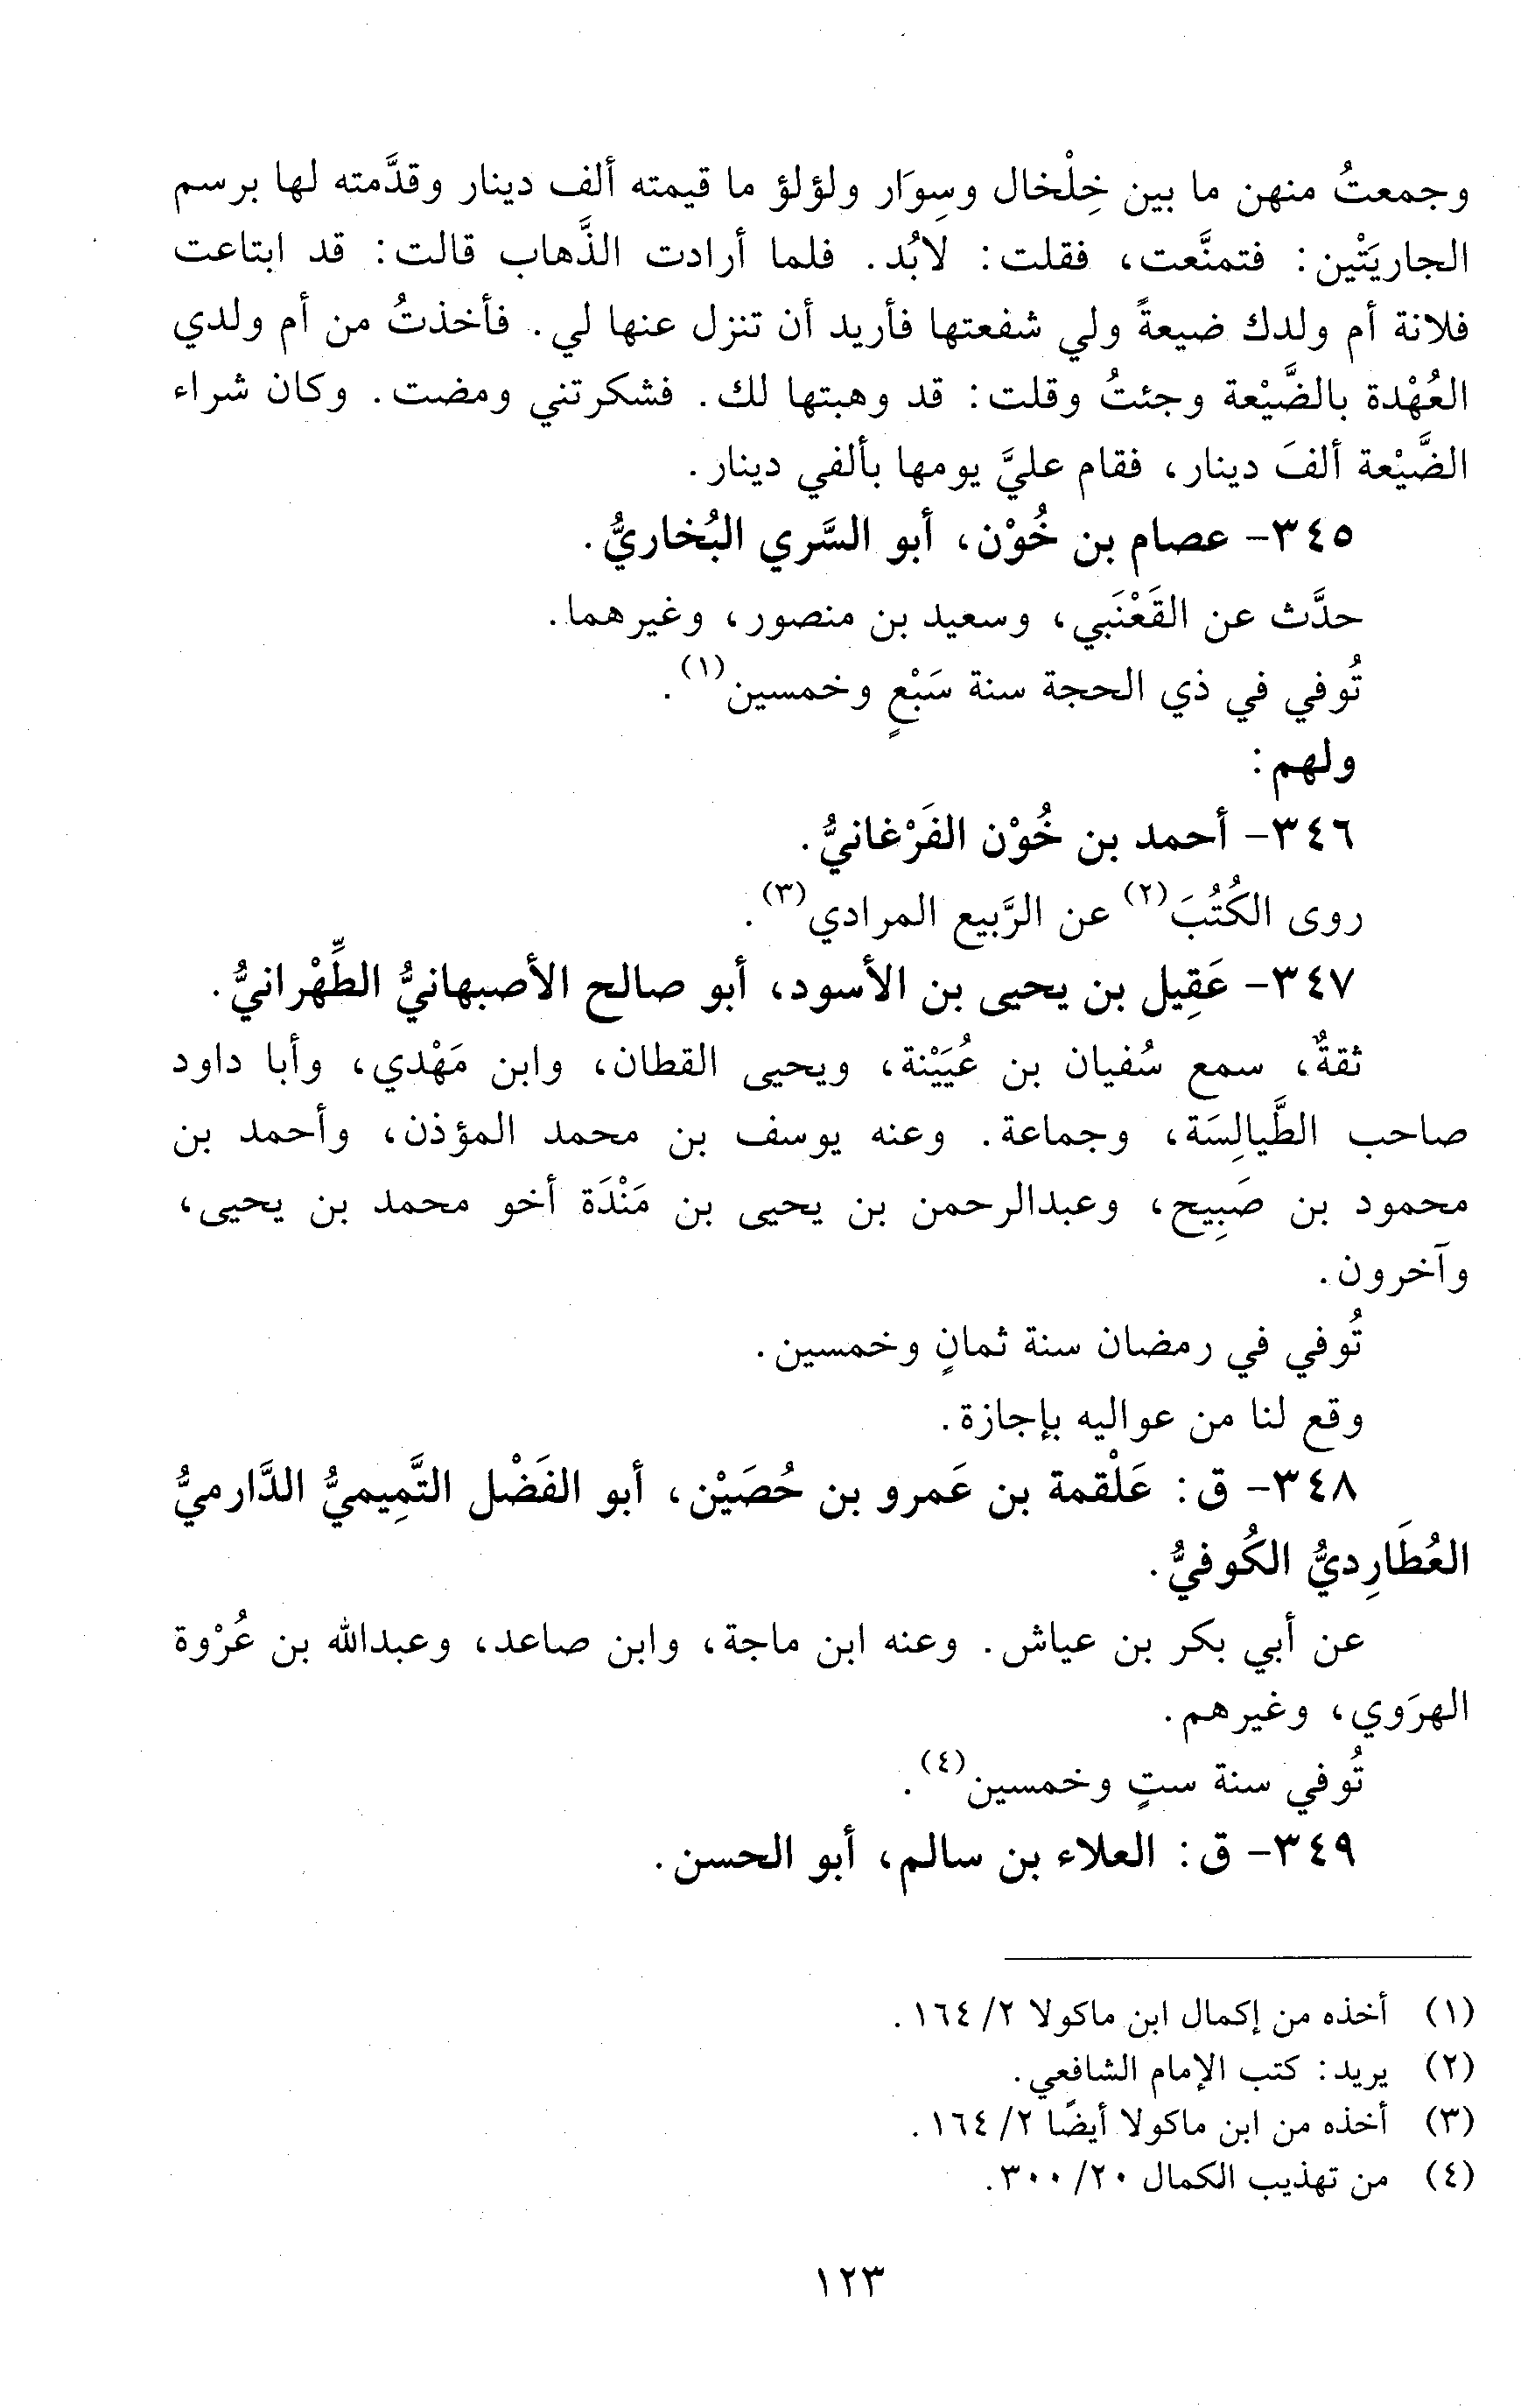 وجمعتُ منهن ما بين خِلْخال وسِوَار ولؤلؤ ما قيمته ألف دينار وقدَّمته لها برسم
الجاريَتْين: فتمنَّعت، فقلت: لابُد. فلما أرادت الذَّهاب قالت: قد ابتاعت
فلانة أم ولدك ضيعةً ولي شفعتها فأريد أن تنزل عنها لي. فأخذتُ من أم ولدي
العُهْدة بالضَّيْعة وجئتُ وقلت: قد وهبتها لك. فشكرتني ومضت. وكان شراء
الضَّيْعة ألفَ دينار، فقام عليَّ يومها بألفي دينار.
٣٤٥- عصام بن خُوْن، أبو السَّري البُخاريُّ.
حدَّث عن القَعْنَبي، وسعيد بن منصور، وغيرهما.
تُوفي في ذي الحجة سنة سَبْعٍ وخمسين(١).
ولهم:
٣٤٦- أحمد بن خُوْن الفَرْغانيُّ.
روى الكُتُبَ(٢) عن الرَّبيع المرادي(٣).
٣٤٧- عَقِيل بن يحيى بن الأسود، أبو صالح الأصبهانيُّ الطِّهْرانيُّ.
ثقةٌ، سمع سُفيان بن عُيَيْنة، ويحيى القطان، وابن مَهْدي، وأبا داود
صاحب الطَّيالِسَة، وجماعة. وعنه يوسف بن محمد المؤذن، وأحمد بن
محمود بن صَبِيح، وعبدالرحمن بن يحيى بن مَنْدَة أخو محمد بن يحيى،
وآخرون.
تُوفي في رمضان سنة ثمانٍ وخمسين.
وقع لنا من عواليه بإجازة.
٣٤٨- ق: عَلْقمة بن عَمرو بن حُصَيْن، أبو الفَضْل التَّمِيميُّ الدَّارميُّ
العُطَارِديُّ الكُوفيُّ.
عن أبي بكر بن عياش. وعنه ابن ماجة، وابن صاعد، وعبدالله بن عُرْوة
الهرَوي، وغيرهم.
تُوفي سنة ستٍ وخمسين(٤).
٣٤٩- ق: العلاء بن سالم، أبو الحسن.
(١) أخذه من إكمال ابن ماكولا ٢/ ١٦٤.
(٢) يريد: كتب الإمام الشافعي.
(٣) أخذه من ابن ماكولا أيضًا ٢/ ١٦٤.
(٤) من تهذيب الكمال ٢٠/ ٣٠٠.
١٢٣